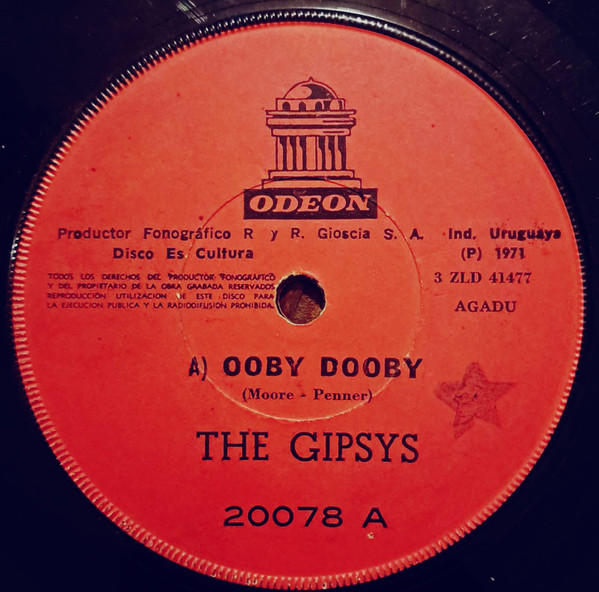 ODEON
Productor Fonográfico R y R. Gioscia S. A. Ind. Uruguaya
Disco Es Cultura (P) 1971
TODOS LOS DERECHOS DEL PRODUCTOR FONOGRAFICO
Y DEL PROPIETARIO DE LA OBRA GRABADA RESERVADOS
REPRODUCCION UTILIZACION DE ESTE DISCO PARA
LA EJECUCION PUBLICA Y LA RADIODIFUSION PROHIBIDA.
3 ZLD 41477
AGADU
A) OOBY DOOBY
(Moore - Penner)
THE GIPSYS
20078 A